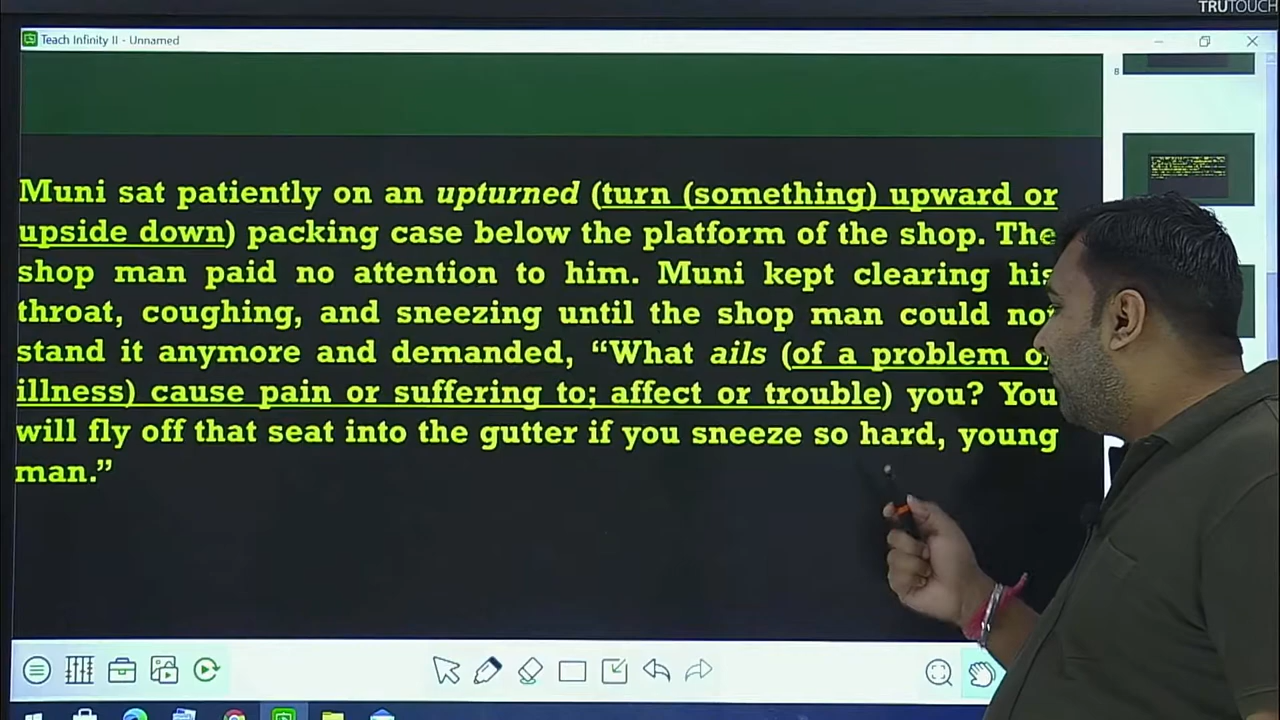 TRUTOUCH
Teach Infinity II - Unnamed
8
Muni sat patiently on an upturned (turn (something) upward or
upside down) packing case below the platform of the shop. The
shop man paid no attention to him. Muni kept clearing his
throat, coughing, and sneezing until the shop man could not
stand it anymore and demanded, “What ails (of a problem or
illness) cause pain or suffering to; affect or trouble) you? You
will fly off that seat into the gutter if you sneeze so hard, young
man.”